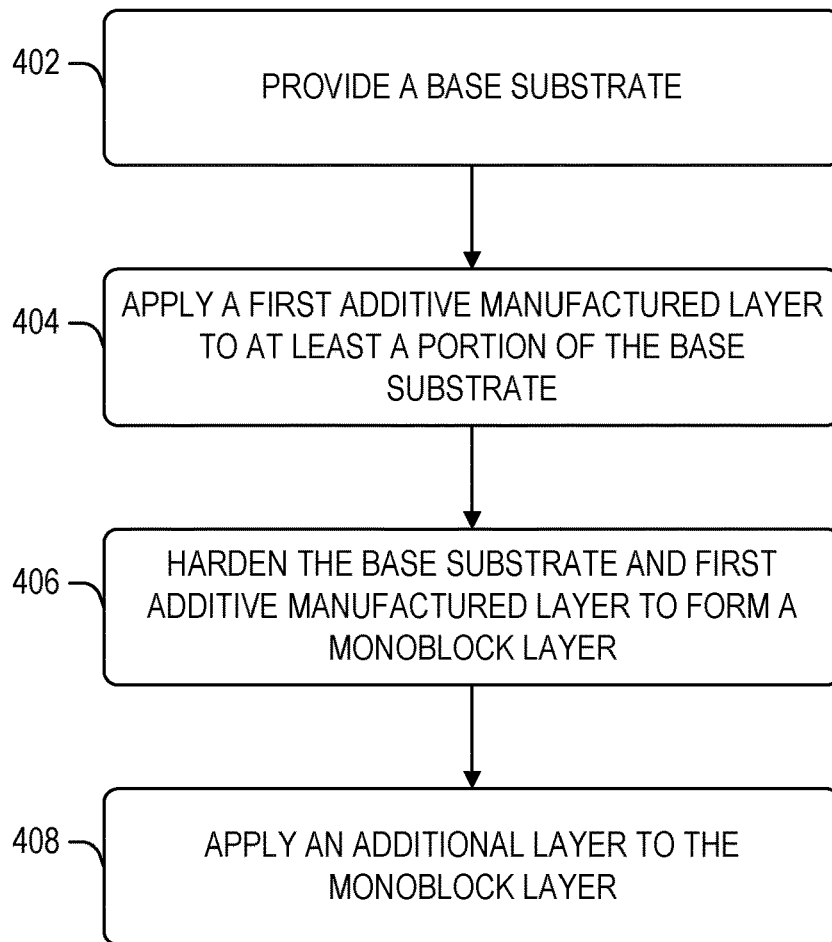 402
PROVIDE A BASE SUBSTRATE
404
APPLY A FIRST ADDITIVE MANUFACTURED LAYER
TO AT LEAST A PORTION OF THE BASE
SUBSTRATE
406
HARDEN THE BASE SUBSTRATE AND FIRST
ADDITIVE MANUFACTURED LAYER TO FORM A
MONOBLOCK LAYER
408
APPLY AN ADDITIONAL LAYER TO THE
MONOBLOCK LAYER